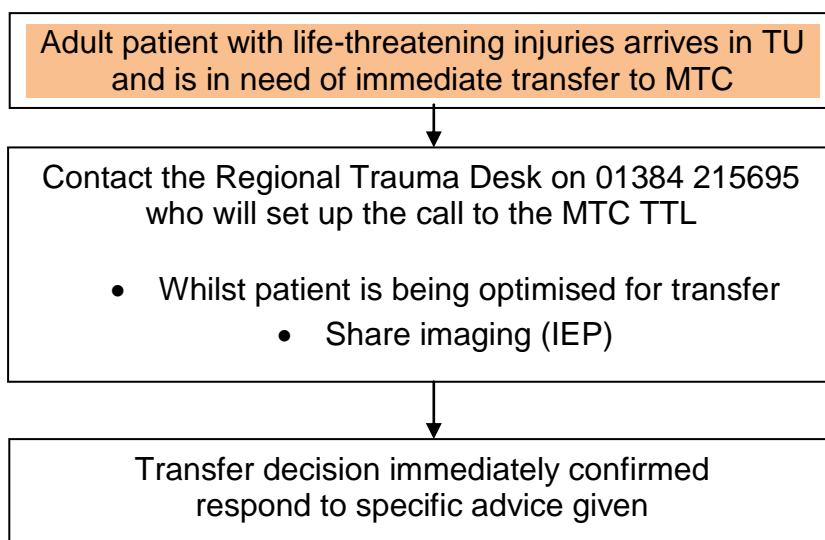 Adult patient with life-threatening injuries arrives in TU
and is in need of immediate transfer to MTC
Contact the Regional Trauma Desk on 01384 215695
who will set up the call to the MTC TTL
• Whilst patient is being optimised for transfer
• Share imaging (IEP)
Transfer decision immediately confirmed
respond to specific advice given